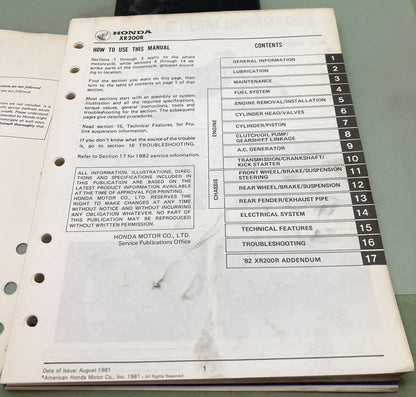 HONDA
XR200R
HOW TO USE THIS MANUAL
Sections 1 through 3 apply to the whole
motorcycle, while sections 4 through 14 de-
scribe parts of the motorcycle, grouped accord-
ing to location.
Find the section you want on this page, then
turn to the table of contents on page 1 of that
section.
Most sections start with an assembly or system
illustration and all the required specifications,
torque values, general instructions, tools and
troubleshooting for the section. The subsequent
pages give detailed procedures.
Read section 15, Technical Features, for Pro-
link suspension information.
If you don't know what the source of the trouble
is, go to section 16 TROUBLESHOOTING.
Refer to Section 17 for 1982 service information.
ALL INFORMATION, ILLUSTRATIONS, DIREC-
TIONS AND SPECIFICATIONS INCLUDED IN
THIS PUBLICATION ARE BASED ON THE
LATEST PRODUCT INFORMATION AVAILABLE
AT THE TIME OF APPROVAL FOR PRINTING.
HONDA MOTOR CO., LTD. RESERVES THE
RIGHT TO MAKE CHANGES AT ANY TIME
WITHOUT NOTICE AND WITHOUT INCURRING
ANY OBLIGATION WHATEVER. NO PART OF
THIS PUBLICATION MAY BE REPRODUCED
WITHOUT WRITTEN PERMISSION.
HONDA MOTOR CO., LTD.
Service Publications Office
CONTENTS
GENERAL INFORMATION 1
LUBRICATION 2
MAINTENANCE 3
ENGINE
FUEL SYSTEM 4
ENGINE REMOVAL/INSTALLATION 5
CYLINDER HEAD/VALVES 6
CYLINDER/PISTON 7
CLUTCH/OIL PUMP/
GEARSHIFT LINKAGE 8
A.C. GENERATOR 9
TRANSMISSION/CRANKSHAFT/
KICK STARTER 10
CHASSIS
FRONT WHEEL/BRAKE/SUSPENSION
STEERING 11
REAR WHEEL/BRAKE/SUSPENSION 12
REAR FENDER/EXHAUST PIPE 13
ELECTRICAL SYSTEM 14
TECHNICAL FEATURES 15
TROUBLESHOOTING 16
'82 XR200R ADDENDUM 17
Date of Issue: August 1981
©American Honda Motor Co., Inc. 1981 - All Rights Reserved
1